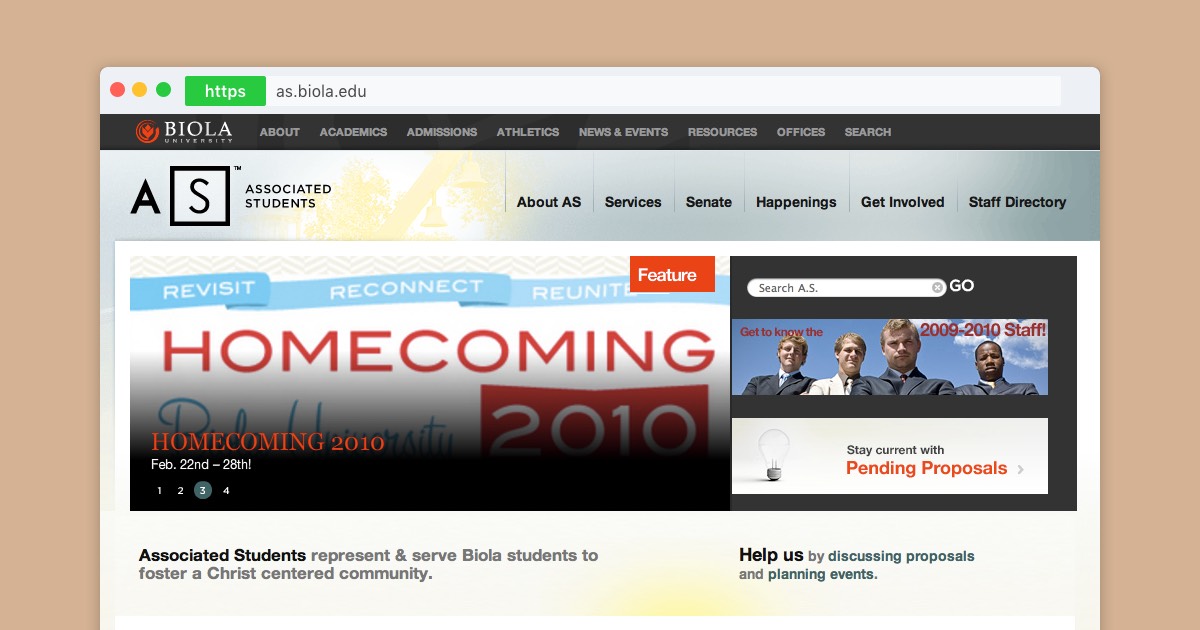 https as.biola.edu
BIOLA UNIVERSITY ABOUT ACADEMICS ADMISSIONS ATHLETICS NEWS & EVENTS RESOURCES OFFICES SEARCH
A S ™ ASSOCIATED
STUDENTS
About AS Services Senate Happenings Get Involved Staff Directory
Feature
REVISIT RECONNECT REUNITE
HOMECOMING
Biola University 2010
HOMECOMING 2010
Feb. 22nd – 28th!
1 2 3 4
Search A.S. GO
Get to know the 2009-2010 Staff!
Stay current with
Pending Proposals
Associated Students represent & serve Biola students to
foster a Christ centered community.
Help us by discussing proposals
and planning events.